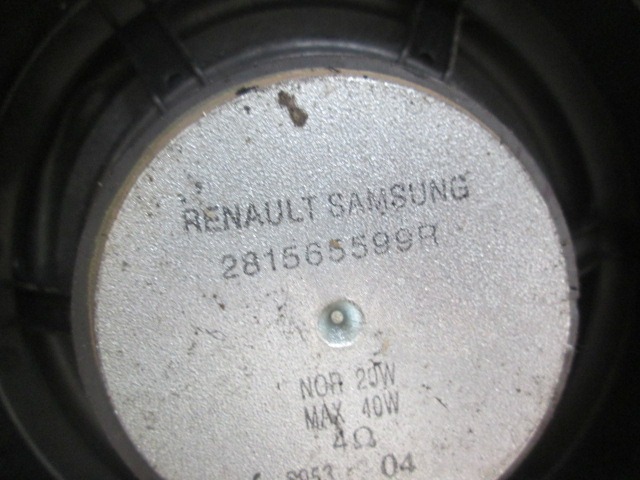 RENAULT SAMSUNG
281565599R
NOR 20W
MAX 40W
4Ω
04